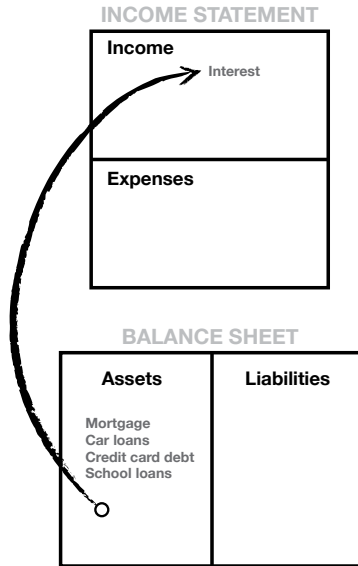 INCOME STATEMENT
Income
Interest
Expenses
BALANCE SHEET
Assets
Liabilities
Mortgage
Car loans
Credit card debt
School loans